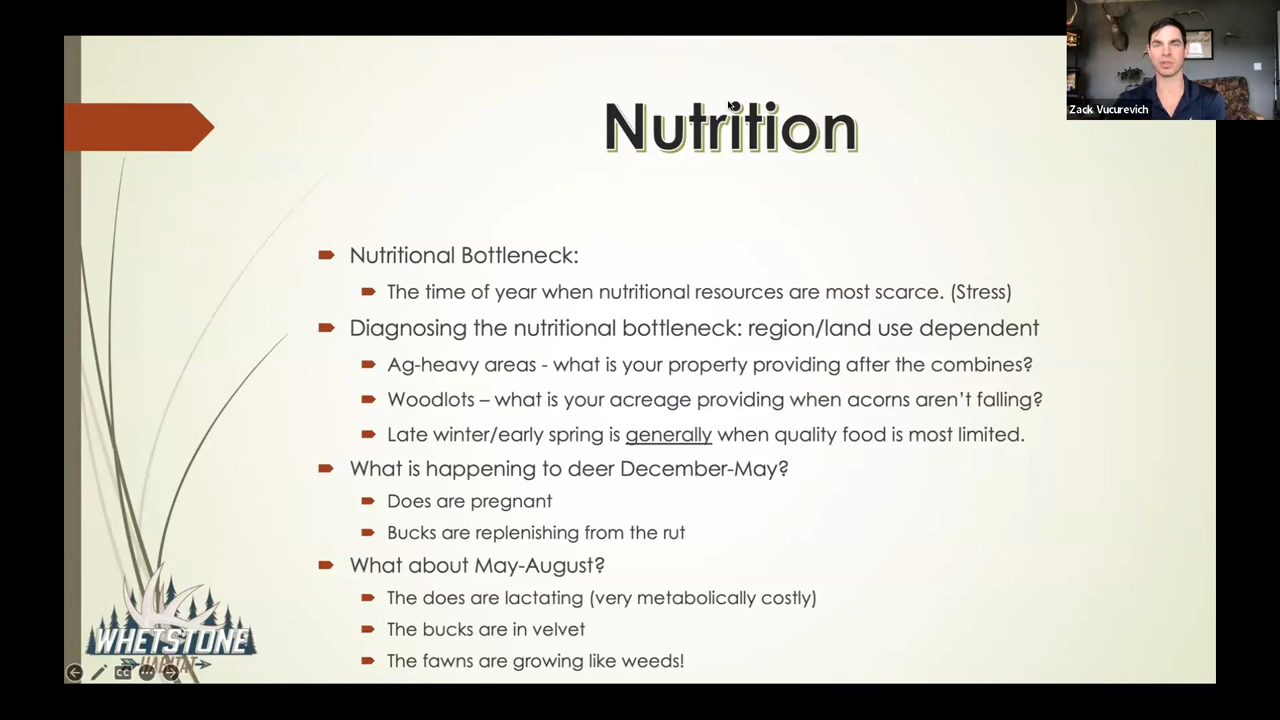 Zack Vucurevich
Nutrition
Nutritional Bottleneck:
The time of year when nutritional resources are most scarce. (Stress)
Diagnosing the nutritional bottleneck: region/land use dependent
Ag-heavy areas - what is your property providing after the combines?
Woodlots – what is your acreage providing when acorns aren't falling?
Late winter/early spring is generally when quality food is most limited.
What is happening to deer December-May?
Does are pregnant
Bucks are replenishing from the rut
What about May-August?
The does are lactating (very metabolically costly)
The bucks are in velvet
The fawns are growing like weeds!
WHETSTONE
HABITAT
CC